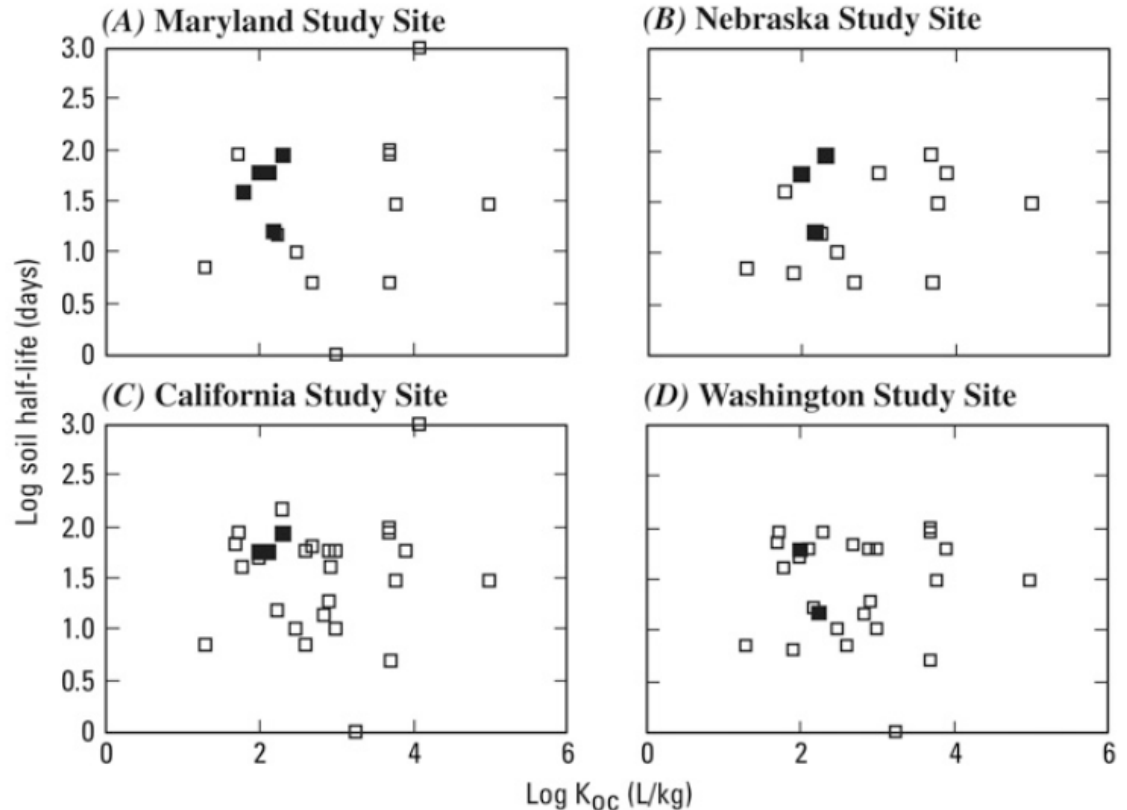 (A) Maryland Study Site
(B) Nebraska Study Site
3.0
2.5
2.0
1.5
1.0
0.5
0
(C) California Study Site
(D) Washington Study Site
3.0
2.5
2.0
1.5
1.0
0.5
0
0 2 4 6
0 2 4 6
Log soil half-life (days)
Log KOC (L/kg)